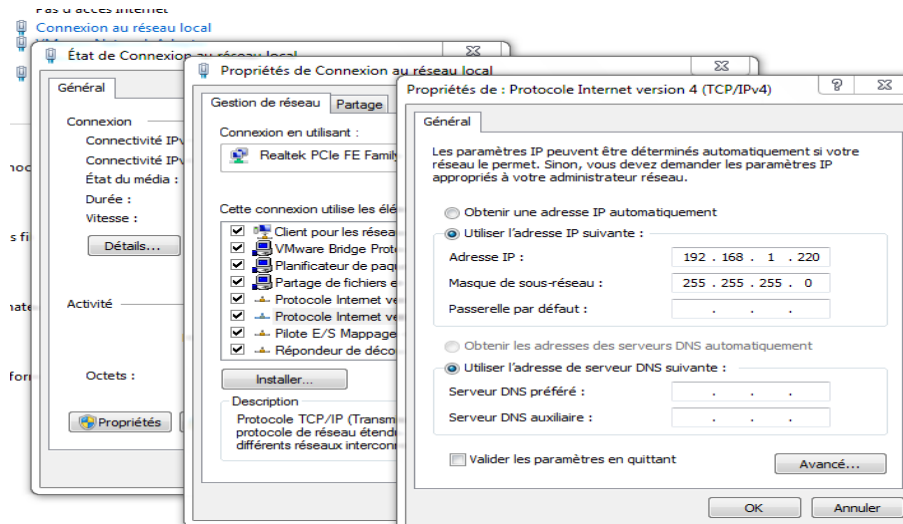 Pas d'accès Internet
Connexion au réseau local
État de Connexion au réseau local
Général
Connexion
Connectivité IPv
Connectivité IPv
État du média :
Durée :
Vitesse :
Détails...
Activité
Octets :
Propriétés
Propriétés de Connexion au réseau local
Gestion de réseau Partage
Connexion en utilisant :
Realtek PCIe FE Family
Cette connexion utilise les élé
Client pour les réseau
VMware Bridge Proto
Planificateur de paqu
Partage de fichiers e
Protocole Internet ve
Protocole Internet ve
Pilote E/S Mappage
Répondeur de déco
Installer...
Description
Protocole TCP/IP (Transm
protocole de réseau étendu
différents réseaux interconn
Propriétés de : Protocole Internet version 4 (TCP/IPv4)
Général
Les paramètres IP peuvent être déterminés automatiquement si votre
réseau le permet. Sinon, vous devez demander les paramètres IP
appropriés à votre administrateur réseau.
Obtenir une adresse IP automatiquement
Utiliser l'adresse IP suivante :
Adresse IP : 192 . 168 . 1 . 220
Masque de sous-réseau : 255 . 255 . 255 . 0
Passerelle par défaut : . . .
Obtenir les adresses des serveurs DNS automatiquement
Utiliser l'adresse de serveur DNS suivante :
Serveur DNS préféré : . . .
Serveur DNS auxiliaire : . . .
Valider les paramètres en quittant
Avancé...
OK Annuler